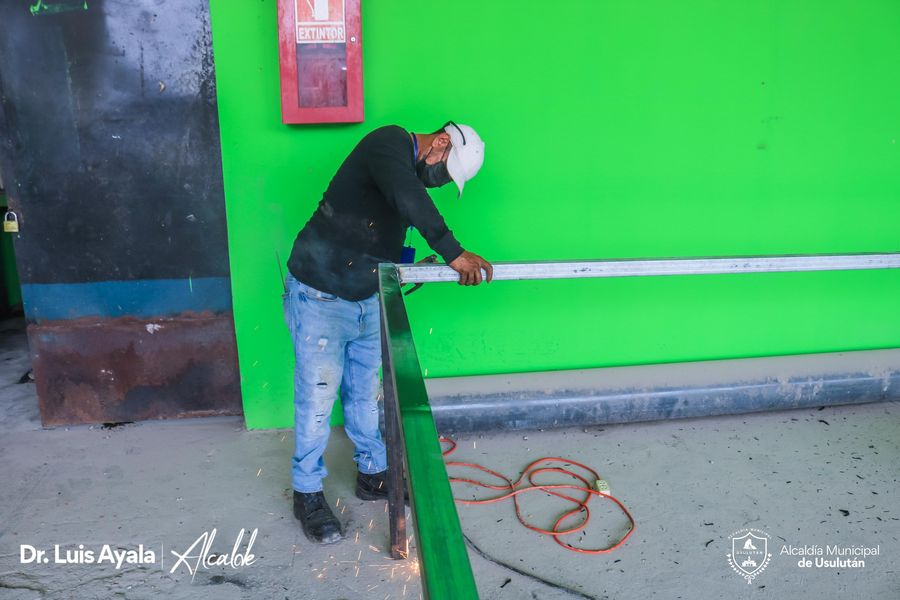 EXTINTOR
Dr. Luis Ayala
Alcalde
Alcaldía Municipal
de Usulután